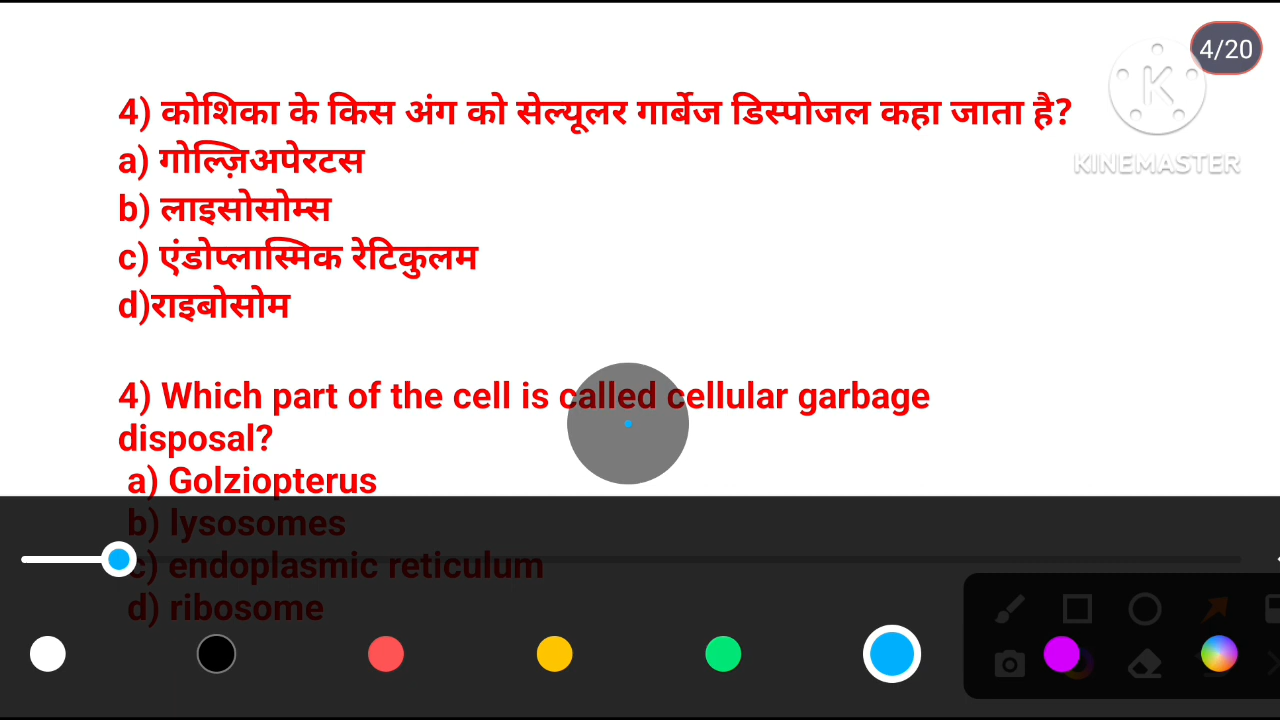 4/20
KINEMASTER
4) कोशिका के किस अंग को सेल्यूलर गार्बेज डिस्पोजल कहा जाता है?
a) गोल्ज़िअपेरटस
b) लाइसोसोम्स
c) एंडोप्लास्मिक रेटिकुलम
d)राइबोसोम
4) Which part of the cell is called cellular garbage
disposal?
a) Golziopterus
b) lysosomes
c) endoplasmic reticulum
d) ribosome